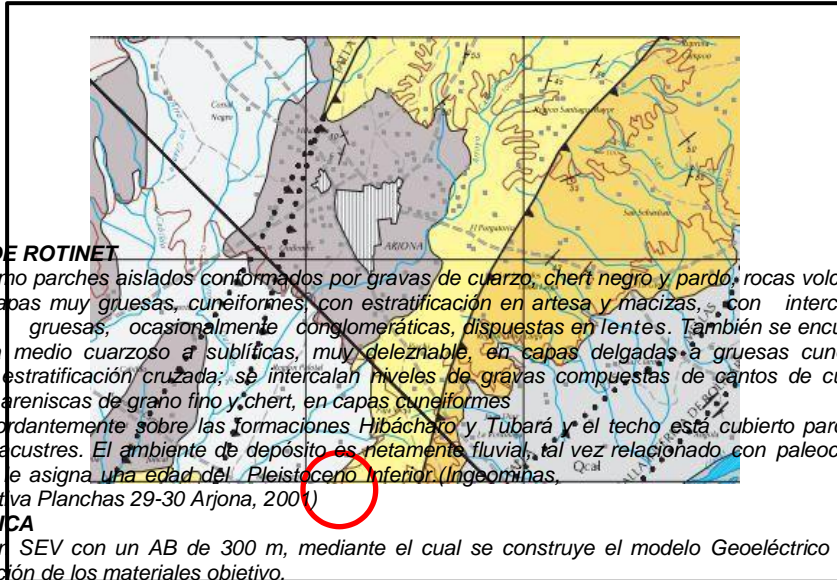 FALLA
Corral
Negro
ARJONA
El Purgatorio
San Sebastián
DE ROTINET
mo parches aislados conformados por gravas de cuarzo, chert negro y pardo, rocas volc
apas muy gruesas, cuneiformes, con estratificación en artesa y macizas, con interc
gruesas, ocasionalmente conglomeráticas, dispuestas en lentes. También se encu
medio cuarzoso a sublíticas, muy deleznable, en capas delgadas a gruesas cun
estratificación cruzada; se intercalan niveles de gravas compuestas de cantos de cu
areniscas de grano fino y chert, en capas cuneiformes
ordantemente sobre las formaciones Hibácharo y Tubará y el techo está cubierto par
acustres. El ambiente de depósito es netamente fluvial, tal vez relacionado con paleoc
le asigna una edad del Pleistoceno Inferior (Ingeominas,
tiva Planchas 29-30 Arjona, 2001)
Qcal
ICA
n SEV con un AB de 300 m, mediante el cual se construye el modelo Geoeléctrico
ción de los materiales objetivo.